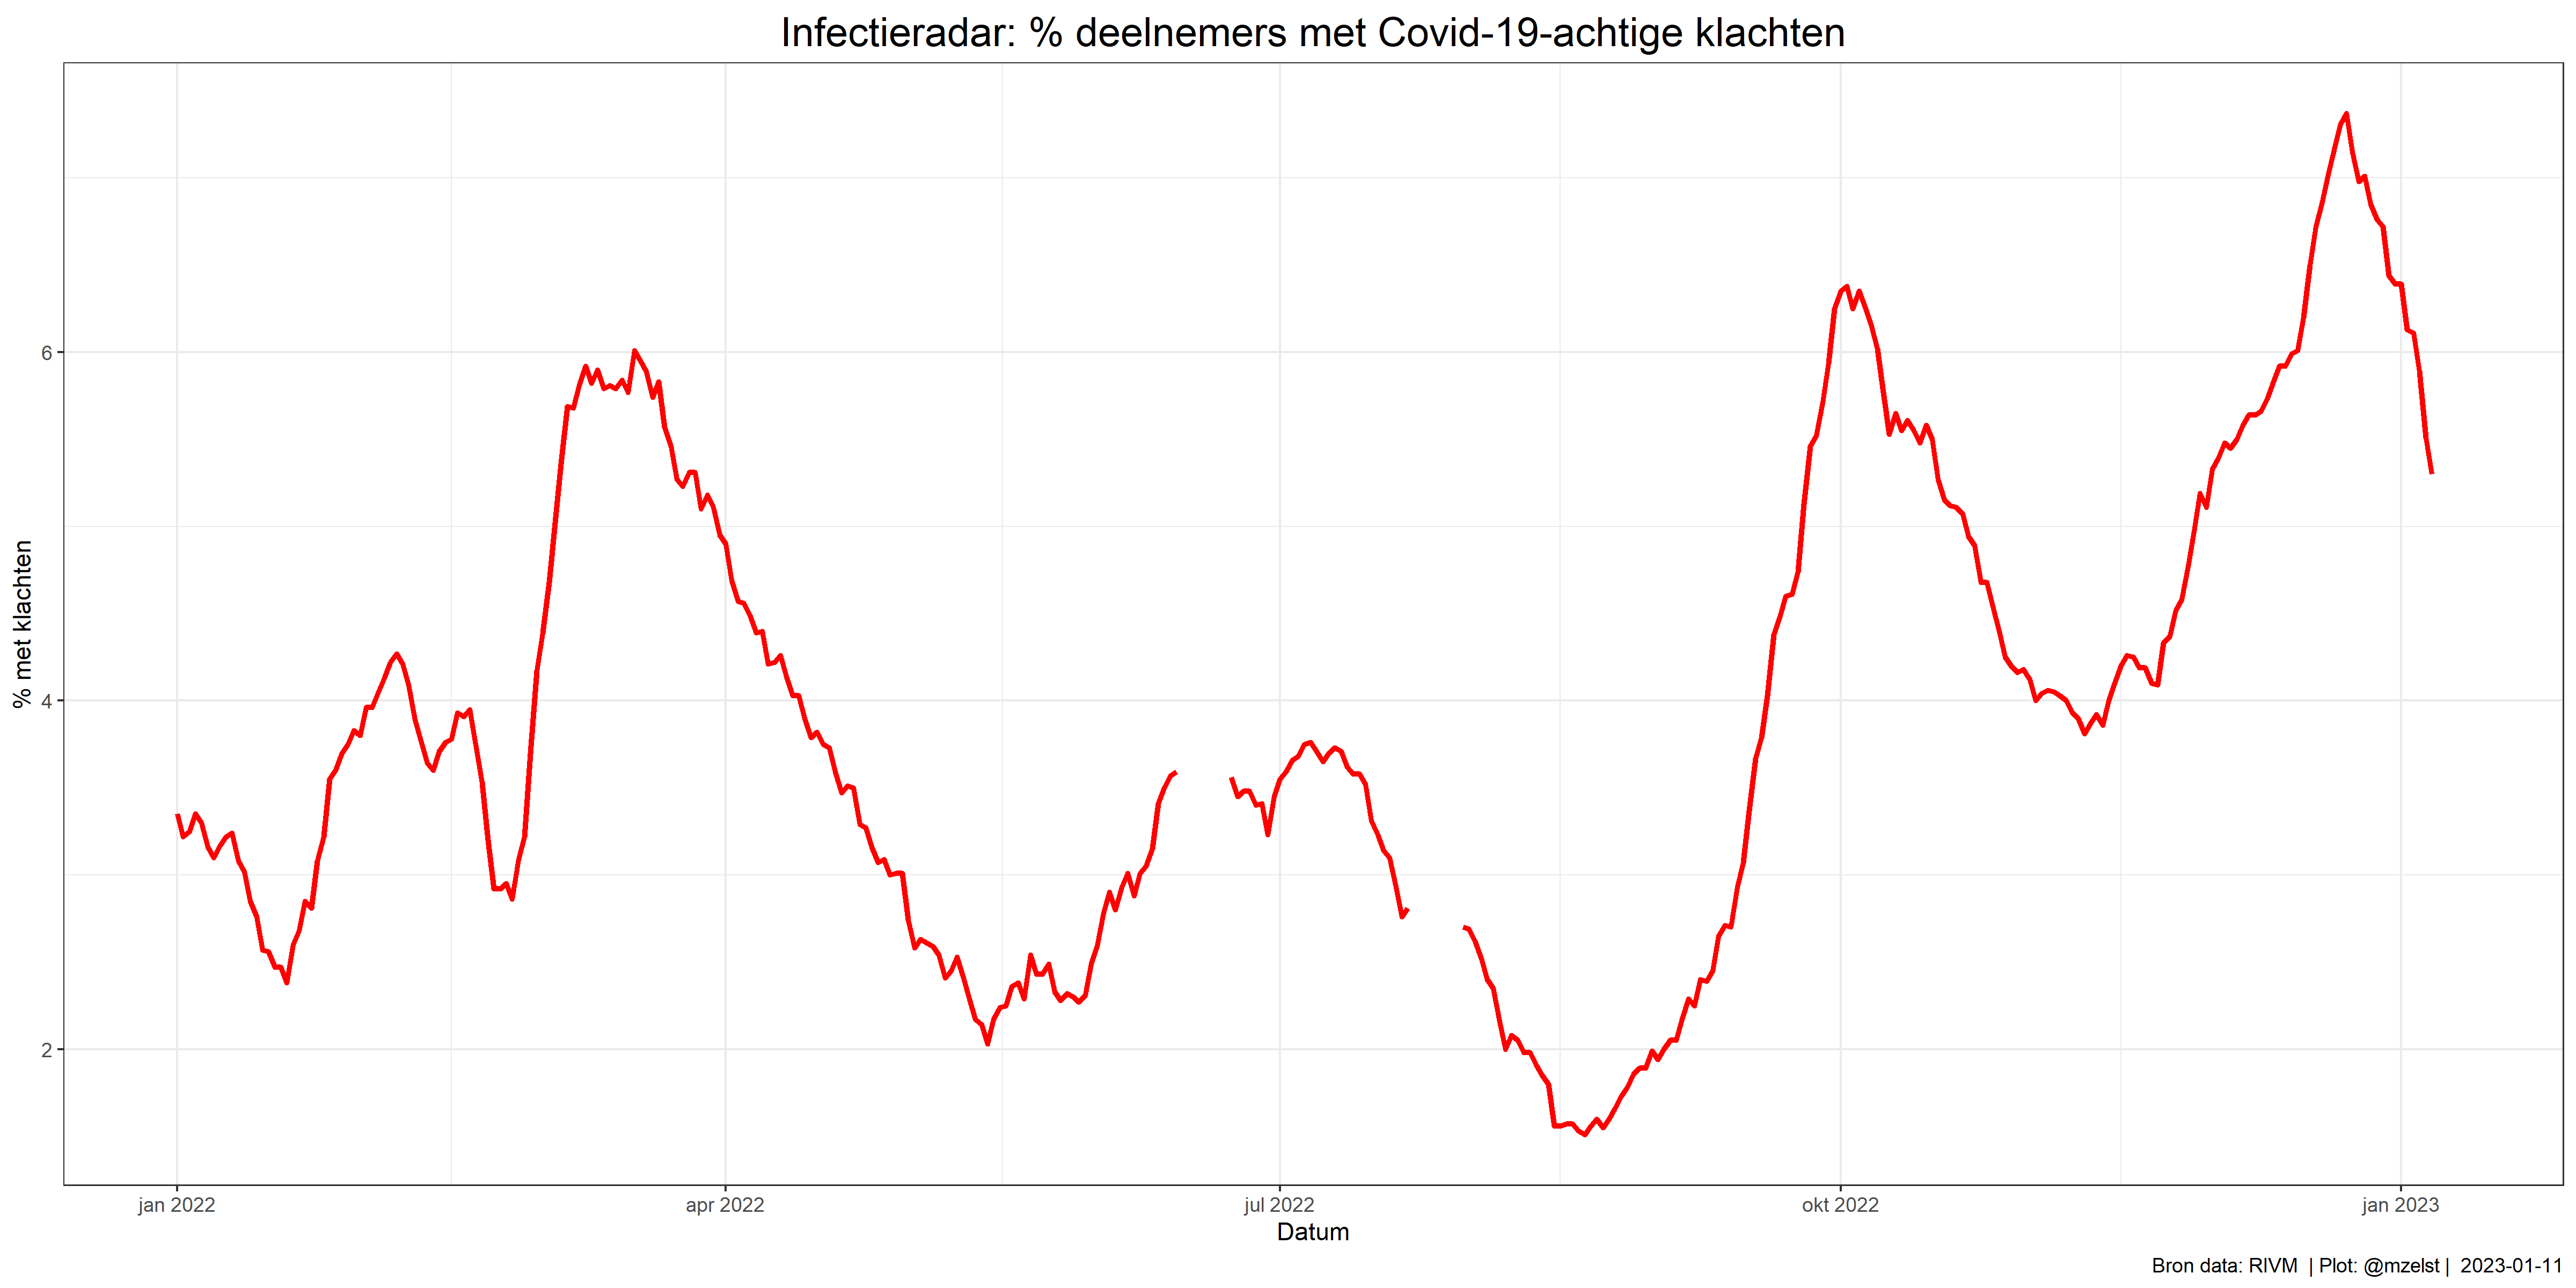 Infectieradar: % deelnemers met Covid-19-achtige klachten
% met klachten
6
4
2
jan 2022
apr 2022
jul 2022
okt 2022
jan 2023
Datum
Bron data: RIVM | Plot: @mzelst | 2023-01-11